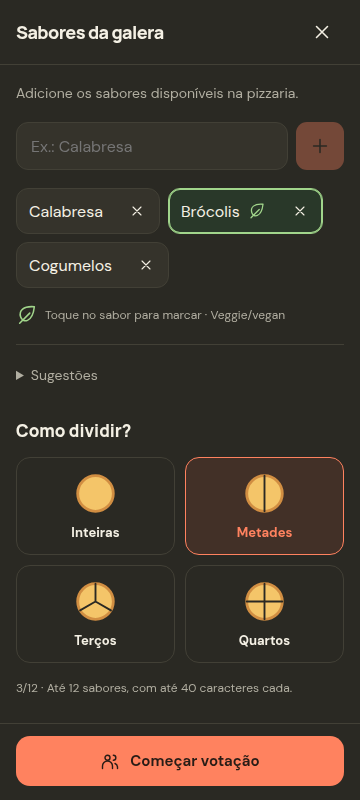 Sabores da galera
Adicione os sabores disponíveis na pizzaria.
Ex.: Calabresa
Calabresa
Brócolis
Cogumelos
Toque no sabor para marcar · Veggie/vegan
Sugestões
Como dividir?
Inteiras
Metades
Terços
Quartos
3/12 · Até 12 sabores, com até 40 caracteres cada.
Começar votação